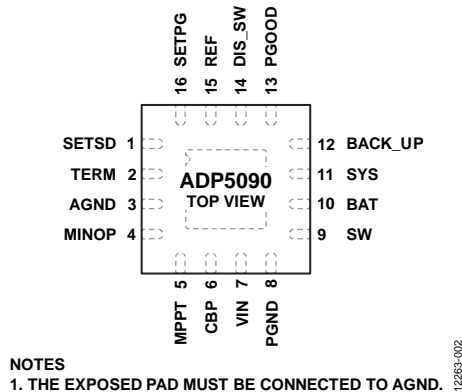 16 SETPG
15 REF
14 DIS_SW
13 PGOOD
SETSD 1
TERM 2
AGND 3
MINOP 4
ADP5090
TOP VIEW
12 BACK_UP
11 SYS
10 BAT
9 SW
MPPT 5
CBP 6
VIN 7
PGND 8
NOTES
1. THE EXPOSED PAD MUST BE CONNECTED TO AGND.
12263-002